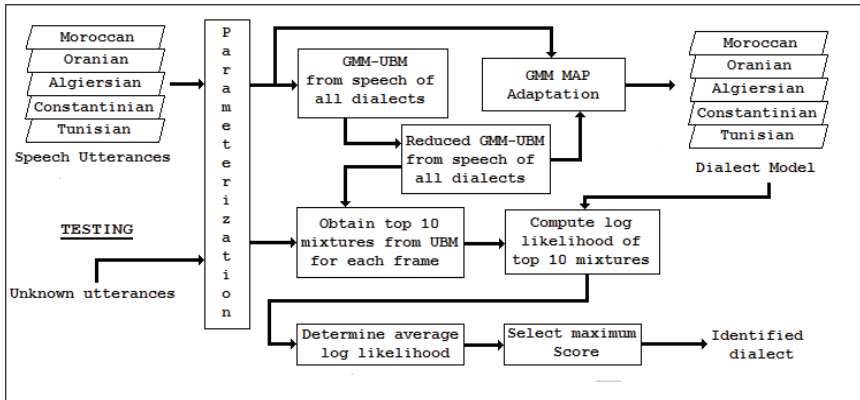 Moroccan
Oranian
Algiersian
Constantinian
Tunisian
Speech Utterances
TESTING
Unknown utterances
Parameterization
GMM-UBM
from speech of
all dialects
Reduced GMM-UBM
from speech of
all dialects
GMM MAP
Adaptation
Moroccan
Oranian
Algiersian
Constantinian
Tunisian
Dialect Model
Obtain top 10
mixtures from UBM
for each frame
Compute log
likelihood of
top 10 mixtures
Determine average
log likelihood
Select maximum
Score
Identified
dialect